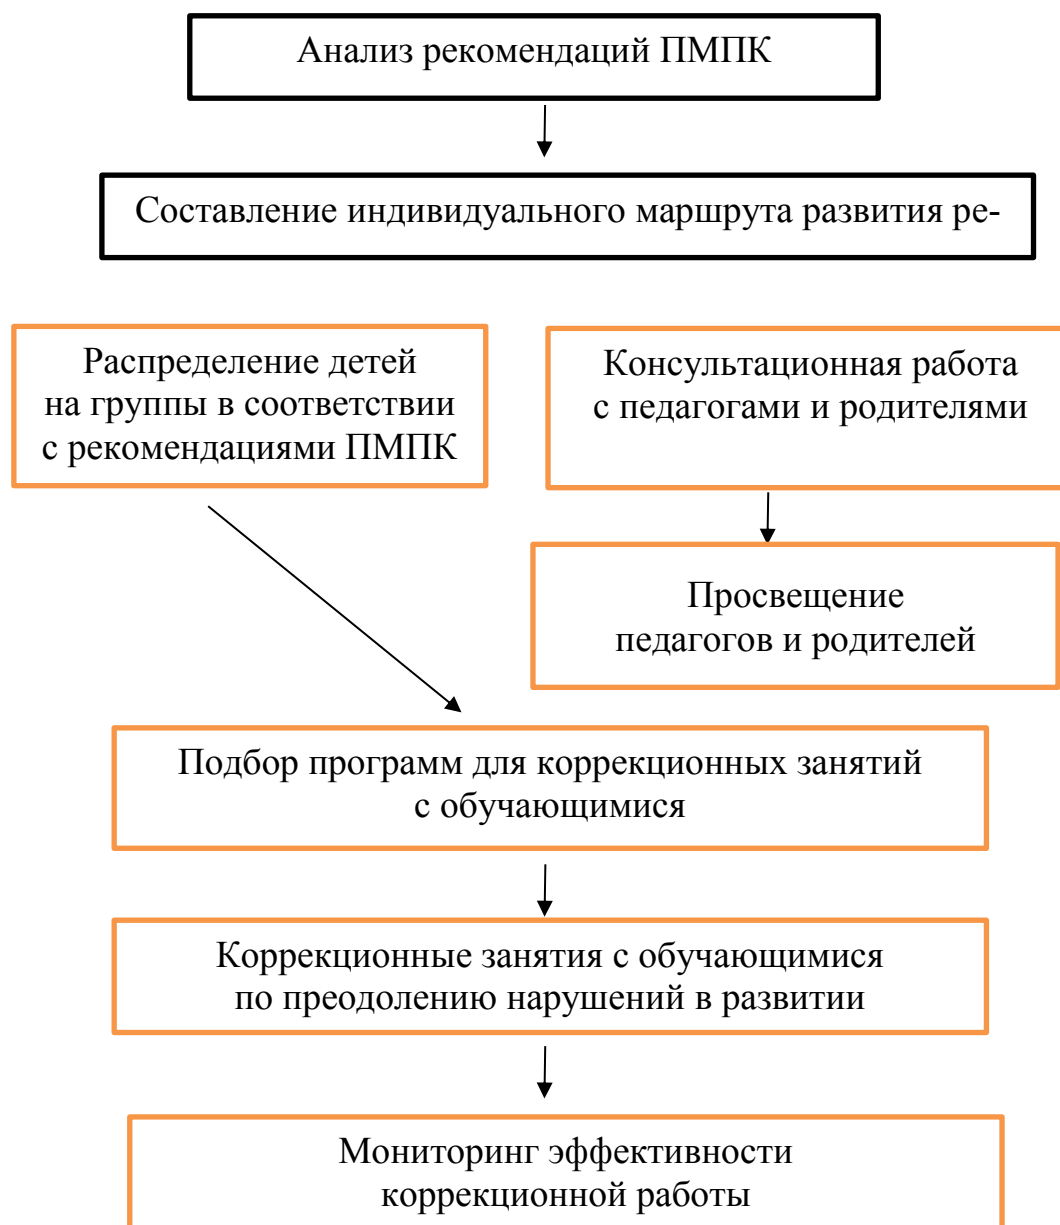 Анализ рекомендаций ПМПК
Составление индивидуального маршрута развития ре-
Распределение детей
на группы в соответствии
с рекомендациями ПМПК
Консультационная работа
с педагогами и родителями
Просвещение
педагогов и родителей
Подбор программ для коррекционных занятий
с обучающимися
Коррекционные занятия с обучающимися
по преодолению нарушений в развитии
Мониторинг эффективности
коррекционной работы